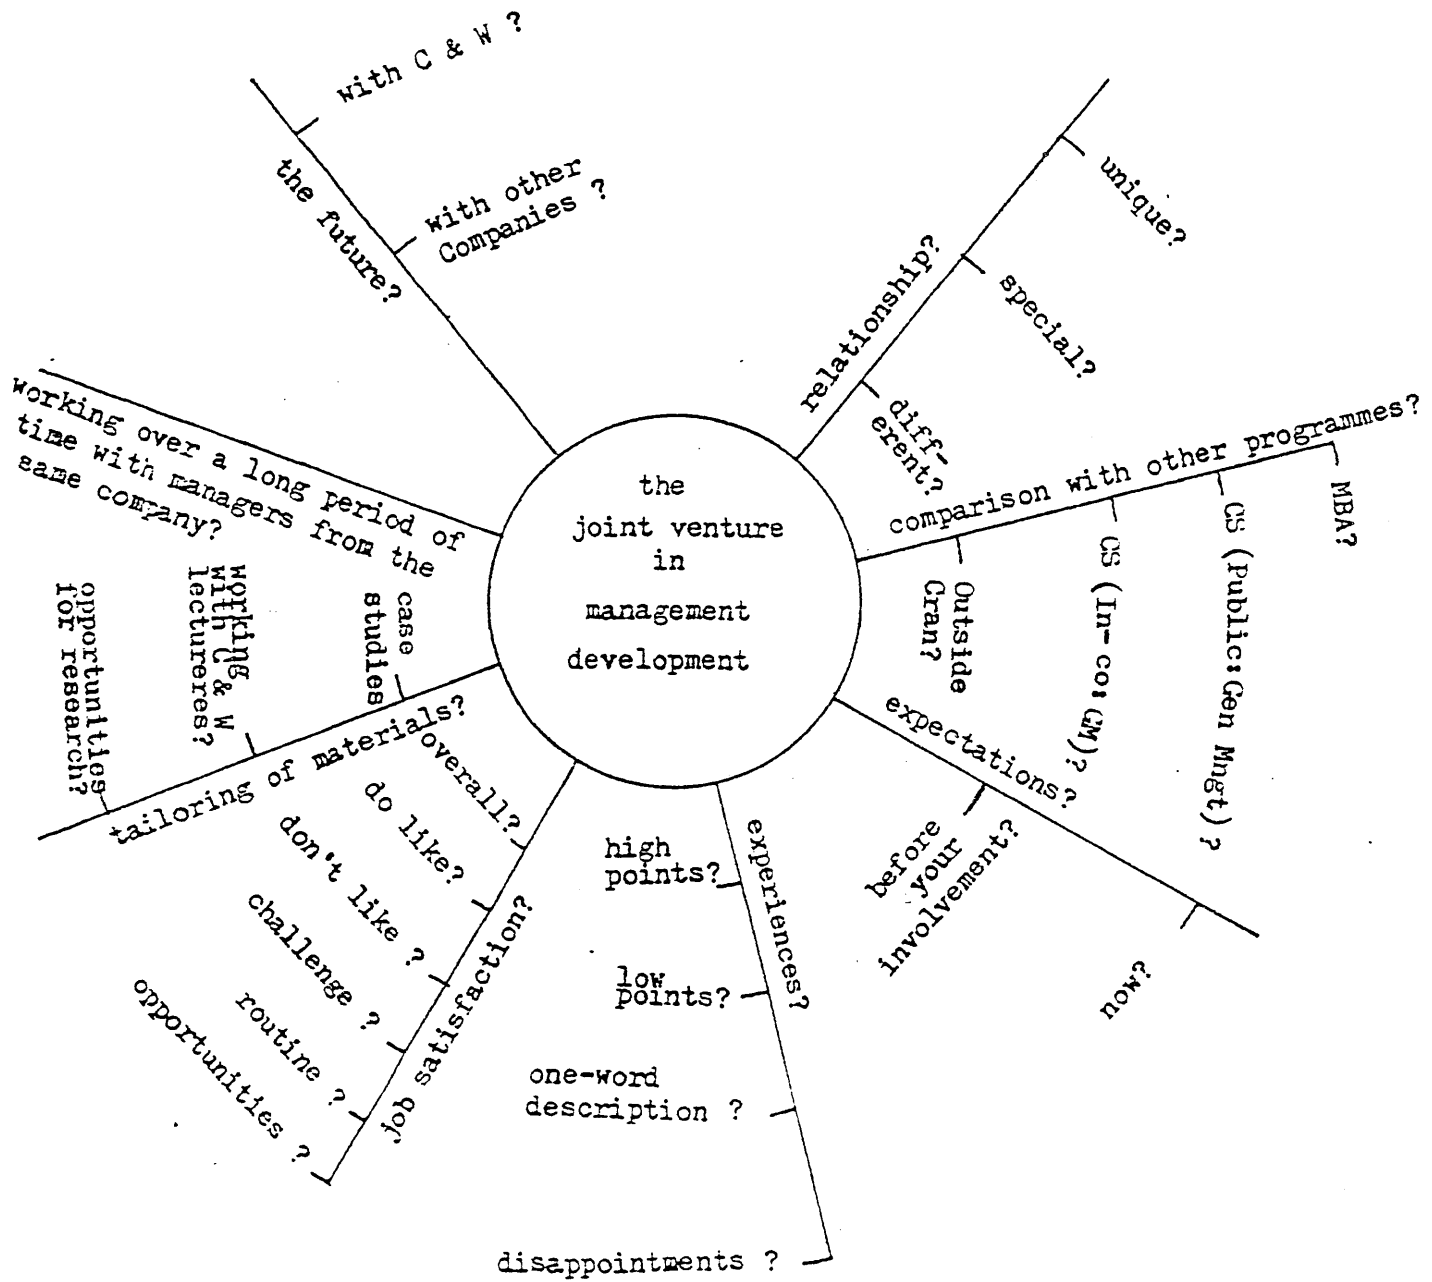 the
joint venture
in
management
development
relationship?
unique?
special?
diff-
erent?
comparison with other programmes?
MBA?
CS (Public:Gen Mngt) ?
CS (In-co: GM)?
Outside
Cran?
expectations?
before
your
involvement?
now?
experiences?
high
points?
low
points?
one-word
description ?
disappointments ?
job satisfaction?
overall?
do like?
don't like ?
challenge ?
routine ?
opportunities ?
tailoring of materials?
case
studies
working
with C & W
lectureres?
opportunities
for research?
working over a long period of
time with managers from the
same company?
the future?
with C & W ?
with other
Companies ?